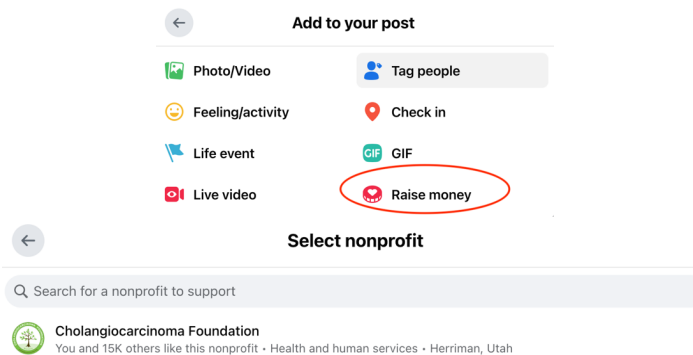 Add to your post
Photo/Video
Tag people
Feeling/activity
Check in
Life event
GIF GIF
Live video
Raise money
Select nonprofit
Search for a nonprofit to support
Cholangiocarcinoma Foundation
You and 15K others like this nonprofit • Health and human services • Herriman, Utah